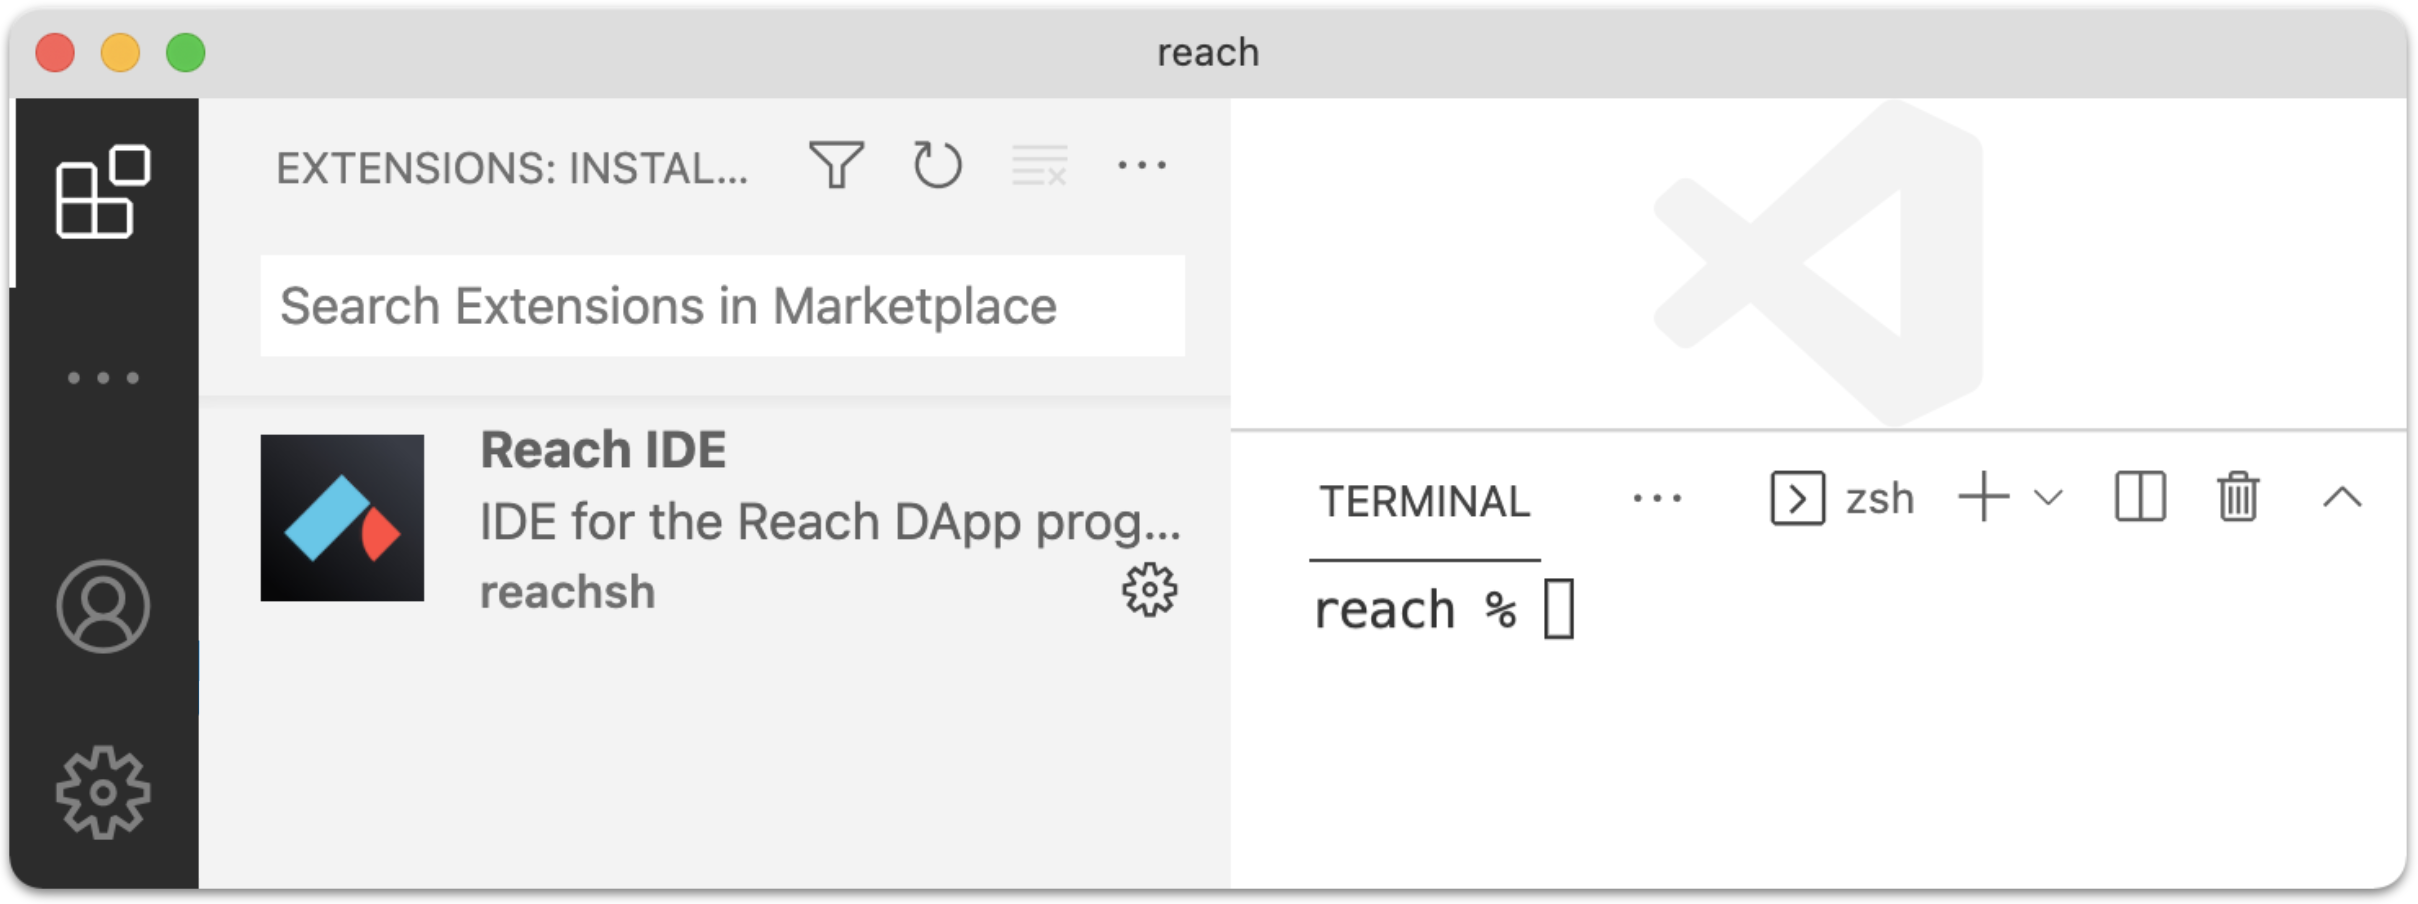 reach
EXTENSIONS: INSTAL...
Search Extensions in Marketplace
Reach IDE
IDE for the Reach DApp prog...
reachsh
TERMINAL
zsh
reach %